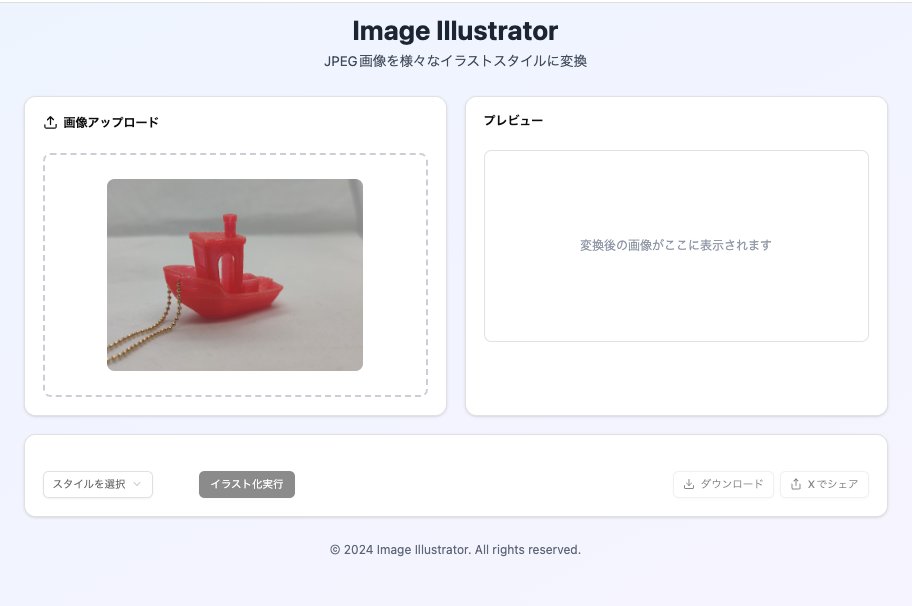 Image Illustrator
JPEG画像を様々なイラストスタイルに変換
画像アップロード
プレビュー
変換後の画像がここに表示されます
スタイルを選択
イラスト化実行
ダウンロード
Xでシェア
© 2024 Image Illustrator. All rights reserved.